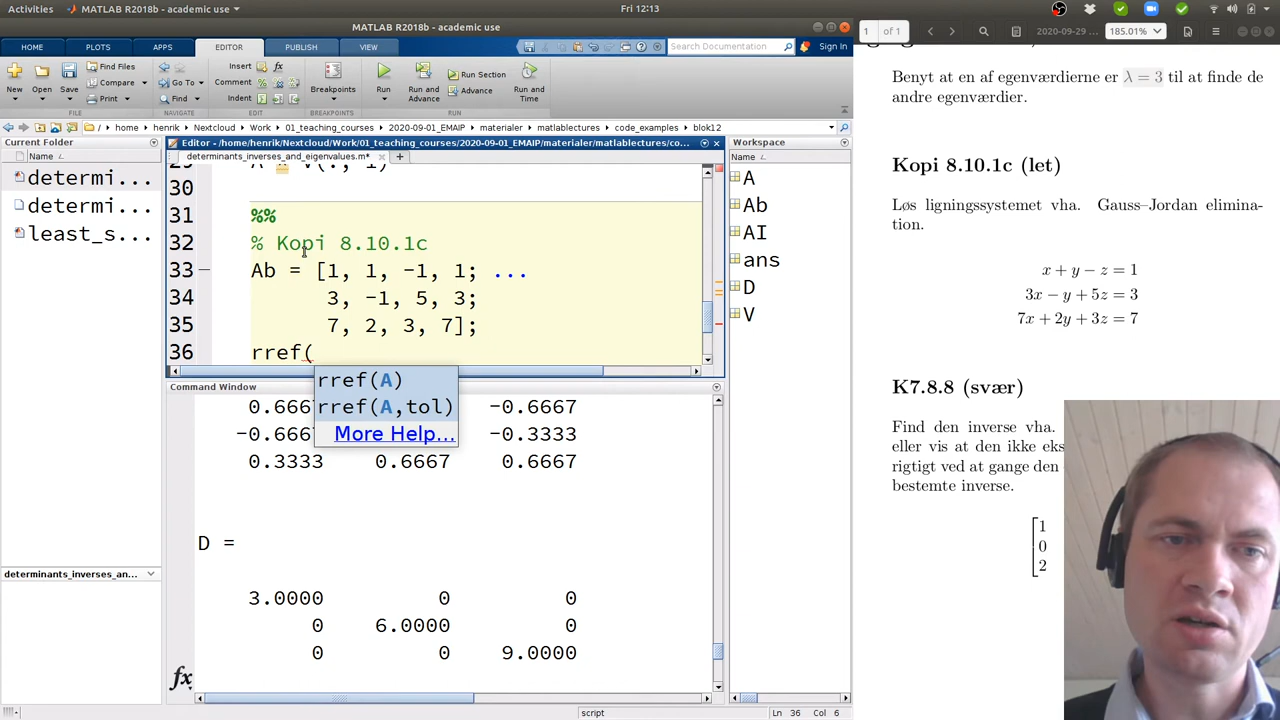 Activities
MATLAB R2018b - academic use
Fri 12:13
MATLAB R2018b - academic use
1 of 1
2020-09-29 ...
185.01%
HOME
PLOTS
APPS
EDITOR
PUBLISH
VIEW
Search Documentation
Sign In
New
Open
Save
Find Files
Compare
Print
Go To
Find
Insert
fx
Comment
%
Indent
Breakpoints
Run
Run and
Advance
Run Section
Advance
Run and
Time
FILE
NAVIGATE
EDIT
BREAKPOINTS
RUN
/ home henrik Nextcloud Work 01_teaching_courses 2020-09-01_EMAIP materialer matlablectures code_examples blok12
Current Folder
Name
determi...
determi...
least_s...
determinants_inverses_an...
Editor - /home/henrik/Nextcloud/Work/01_teaching_courses/2020-09-01_EMAIP/materialer/matlablectures/co...
determinants_inverses_and_eigenvalues.m*
30
31 %%
32 % Kopi 8.10.1c
33 Ab = [1, 1, -1, 1; ...
34 3, -1, 5, 3;
35 7, 2, 3, 7];
36 rref(
rref(A)
rref(A,tol)
More Help...
Command Window
0.6667 -0.6667
-0.6667 -0.3333
0.3333 0.6667 0.6667
D =
3.0000 0 0
0 6.0000 0
0 0 9.0000
fx
Workspace
Name
A
Ab
AI
ans
D
V
script
Ln 36 Col 6
Benyt at en af egenværdierne er λ = 3 til at finde de
andre egenværdier.
Kopi 8.10.1c (let)
Løs ligningssystemet vha. Gauss–Jordan elimina-
tion.
x + y − z = 1
3x − y + 5z = 3
7x + 2y + 3z = 7
K7.8.8 (svær)
Find den inverse vha.
eller vis at den ikke eks
rigtigt ved at gange den
bestemte inverse.
1
0
2